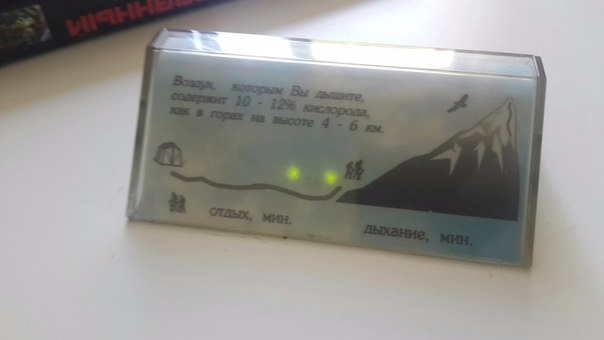 Воздух, которым Вы дышите,
содержит 10 - 12% кислорода,
как в горах на высоте 4 - 6 км.
отдых, мин.
дыхание, мин.